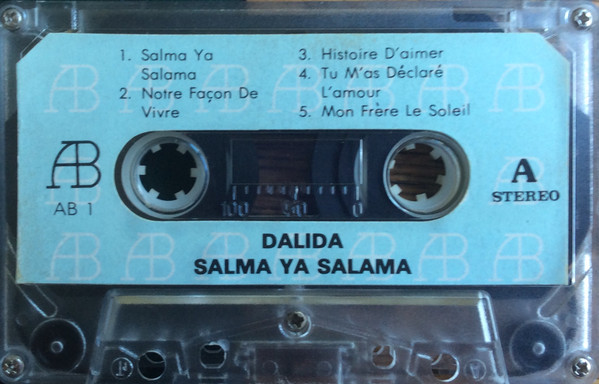 1. Salma Ya
Salama
2. Notre Façon De
Vivre
3. Histoire D'aimer
4. Tu M'as Déclaré
L'amour
5. Mon Frère Le Soleil
AB
AB 1
A
STEREO
100 50 0
DALIDA
SALMA YA SALAMA